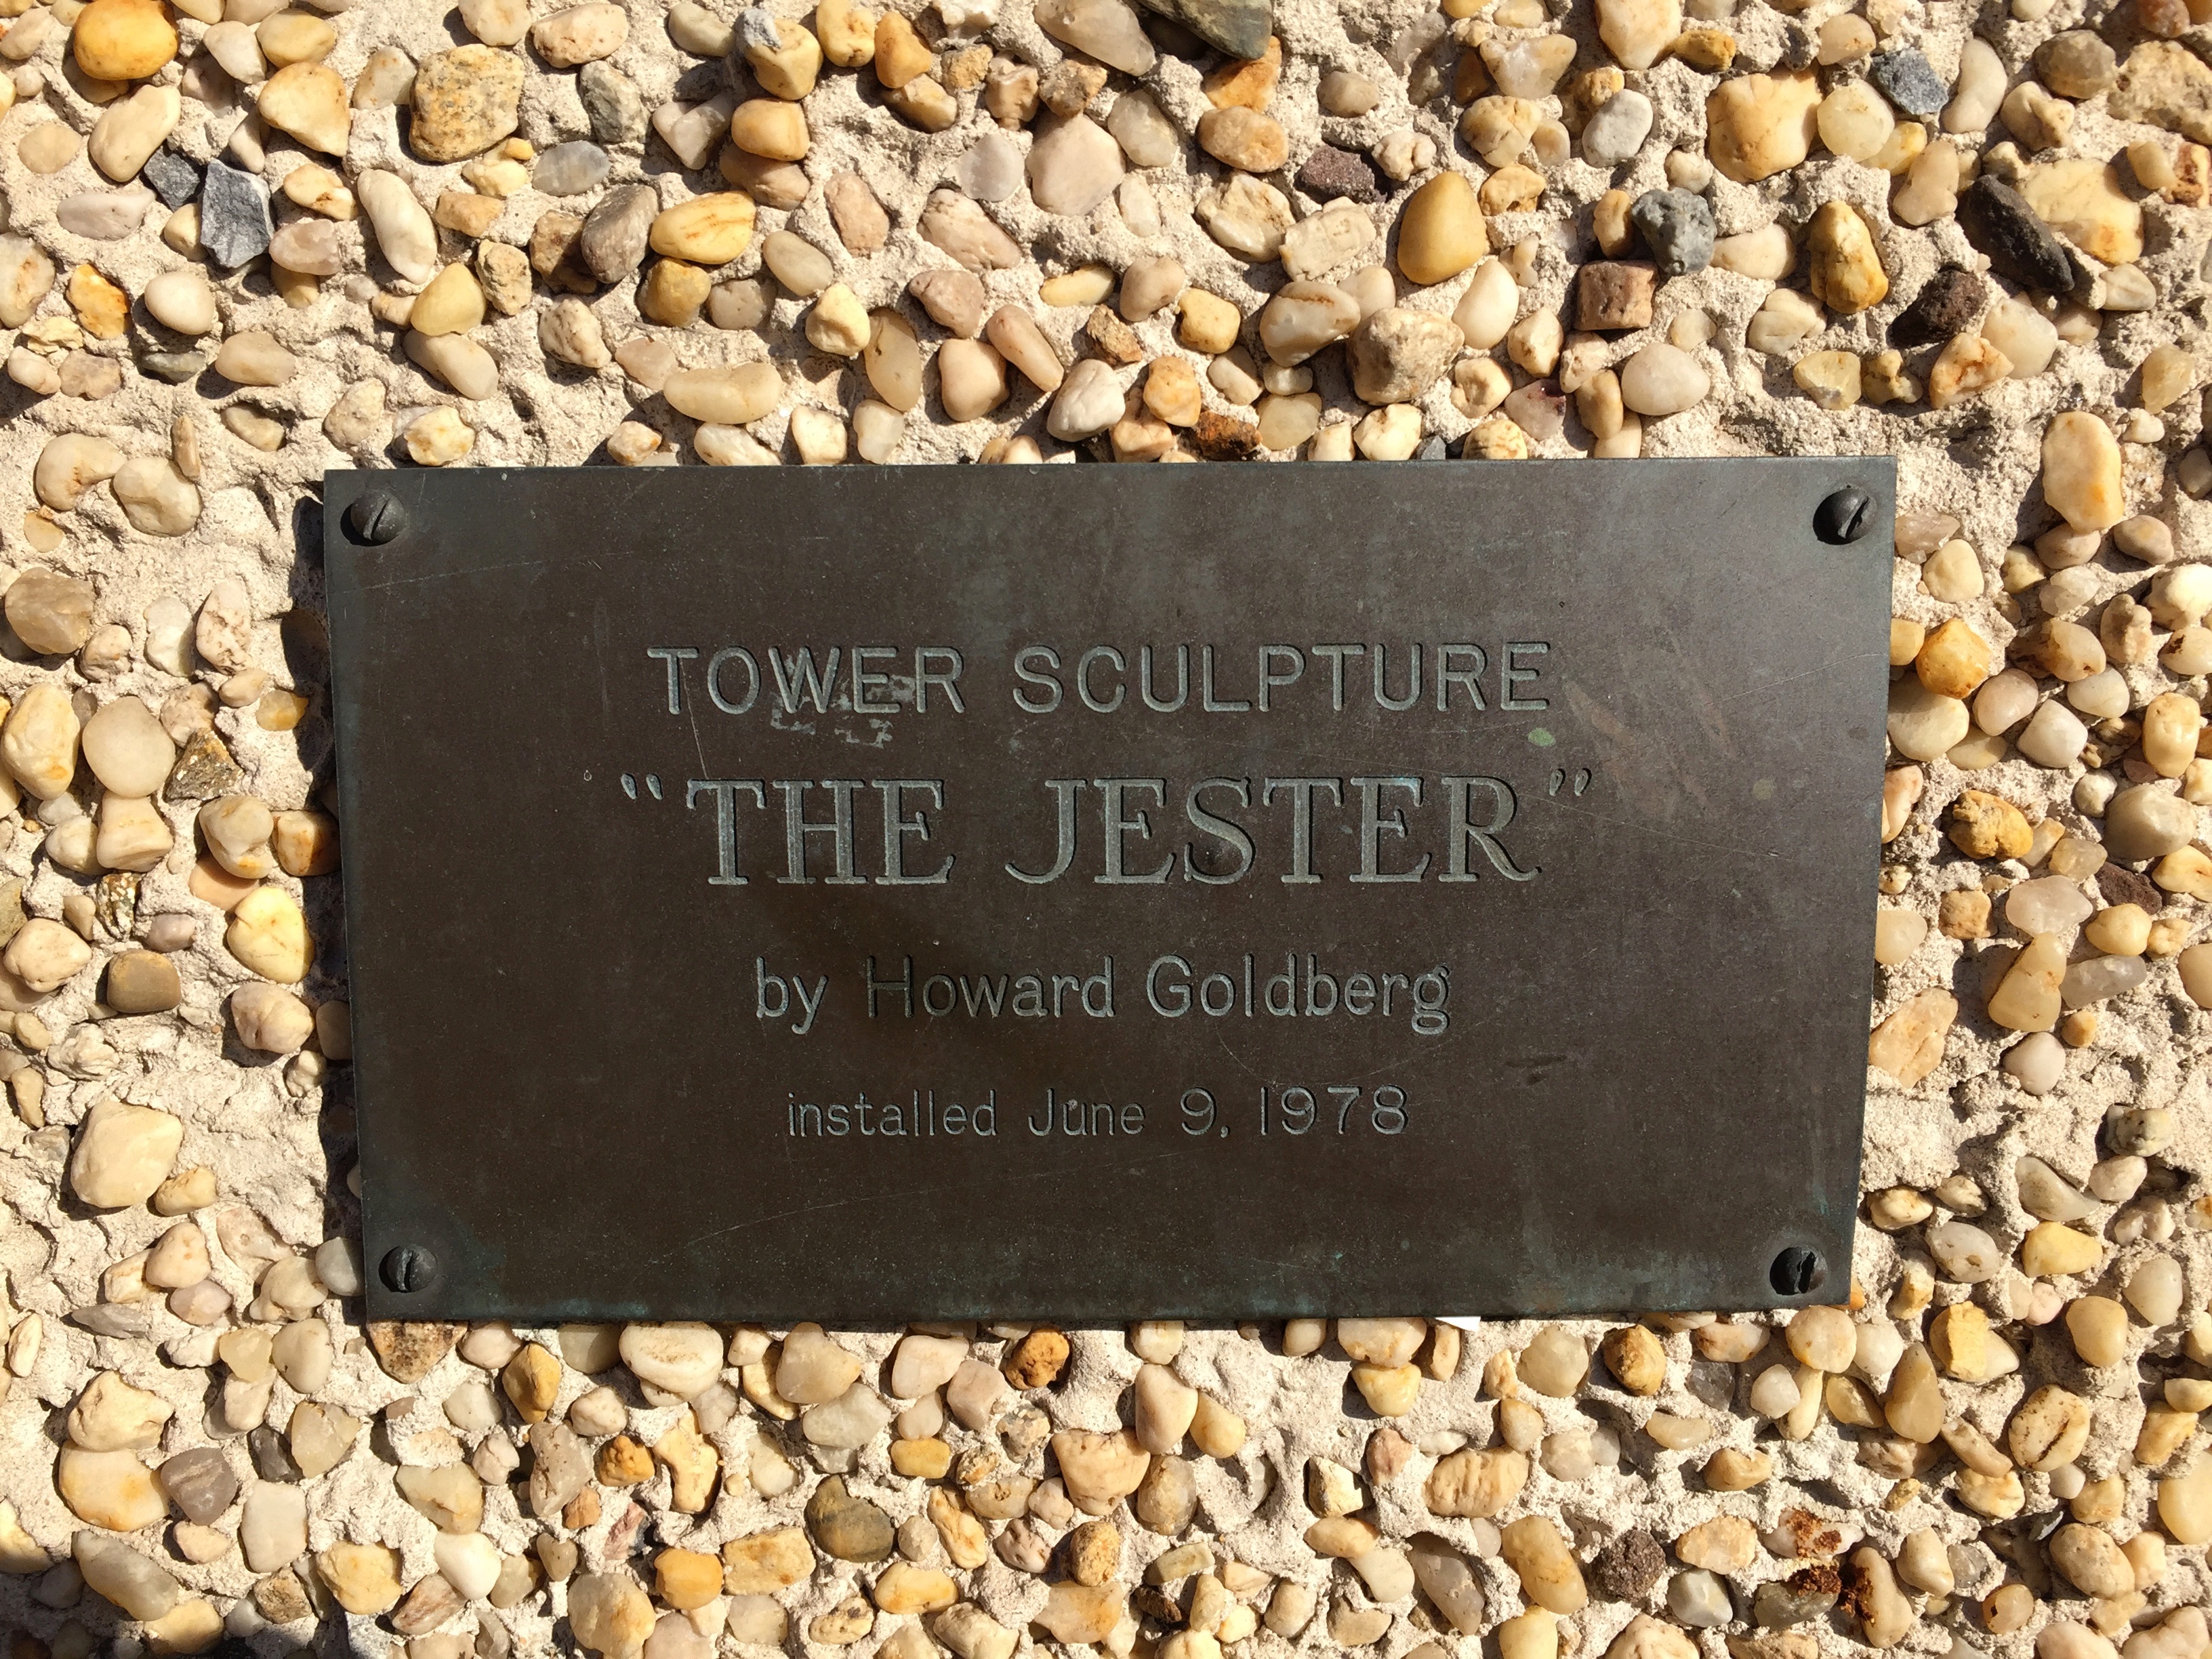 TOWER SCULPTURE
“THE JESTER”
by Howard Goldberg
installed June 9, 1978